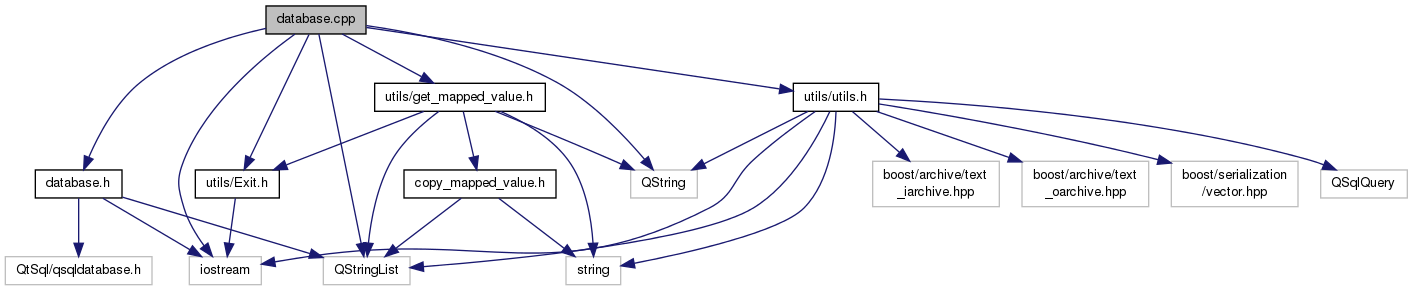 database.cpp
utils/get_mapped_value.h
utils/utils.h
database.h
utils/Exit.h
copy_mapped_value.h
QString
boost/archive/text
_iarchive.hpp
boost/archive/text
_oarchive.hpp
boost/serialization
/vector.hpp
QSqlQuery
QtSql/qsqldatabase.h
iostream
QStringList
string